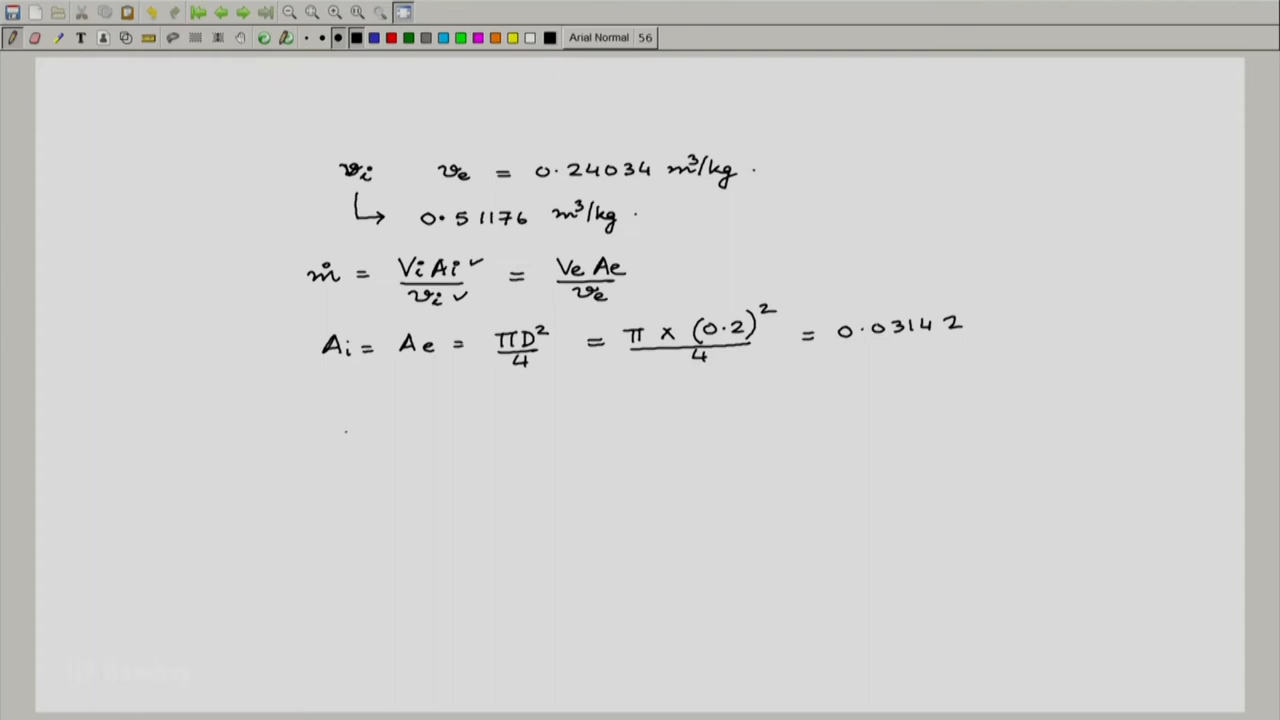 Arial Normal 56
vi ve = 0.24034 m³/kg .
↳ 0.51176 m³/kg .
ṁ = ViAi ✓ / vi ✓ = VeAe / ve
Ai = Ae = πD²/4 = π × (0.2)²/4 = 0.03142